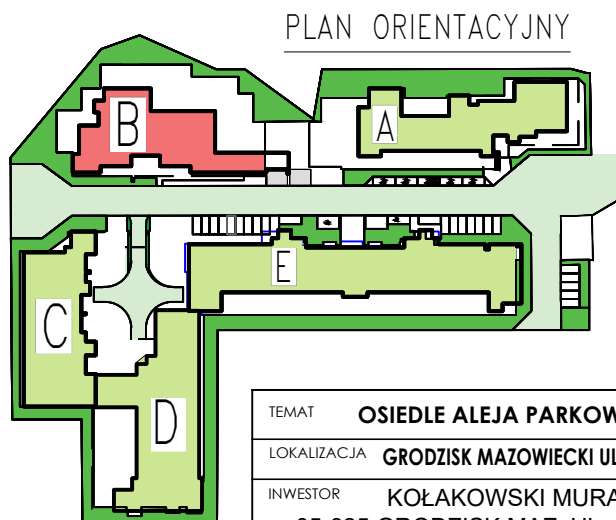 PLAN ORIENTACYJNY
B
A
E
C
D
TEMAT OSIEDLE ALEJA PARKOW
LOKALIZACJA GRODZISK MAZOWIECKI UL
INWESTOR KOŁAKOWSKI MURA